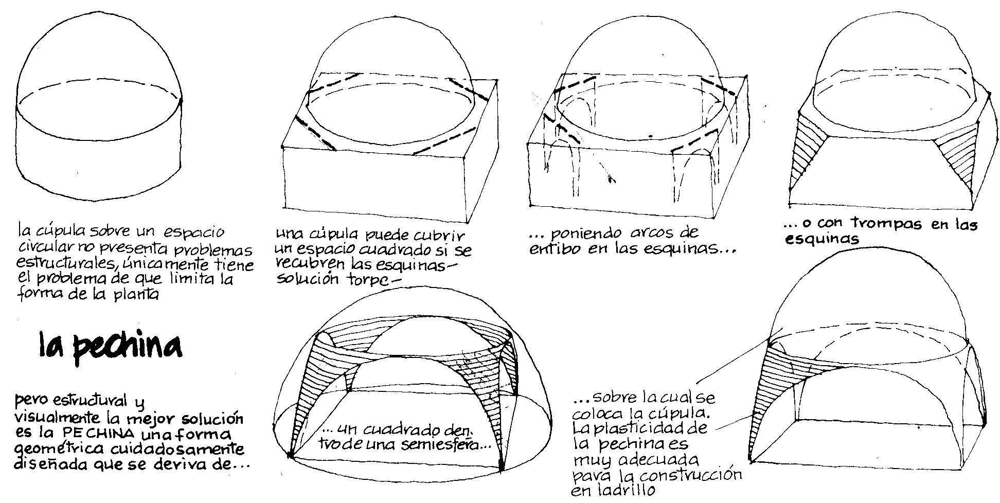 la cúpula sobre un espacio
circular no presenta problemas
estructurales, únicamente tiene
el problema de que limita la
forma de la planta
una cúpula puede cubrir
un espacio cuadrado si se
recubren las esquinas—
solución torpe—
... poniendo arcos de
entibo en las esquinas...
... o con trompas en las
esquinas
la pechina
pero estructural y
visualmente la mejor solución
es la PECHINA una forma
geométrica cuidadosamente
diseñada que se deriva de...
... un cuadrado den-
tro de una semiesfera...
...sobre la cual se
coloca la cúpula.
La plasticidad de
la pechina es
muy adecuada
para la construcción
en ladrillo